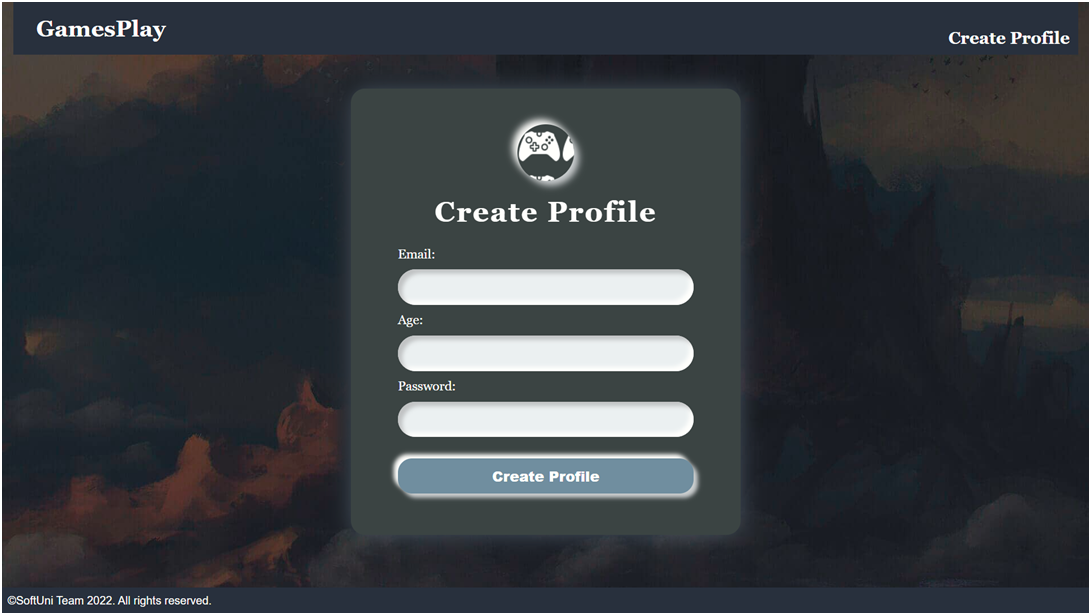 GamesPlay
Create Profile
Create Profile
Email:
Age:
Password:
Create Profile
©SoftUni Team 2022. All rights reserved.